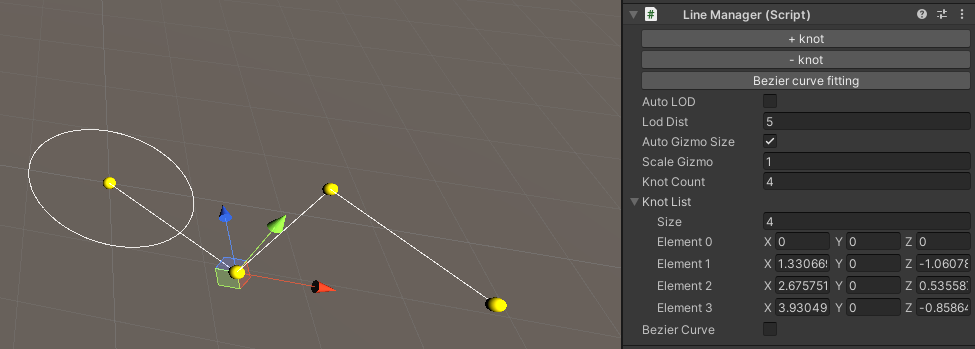 Line Manager (Script)
+ knot
- knot
Bezier curve fitting
Auto LOD
Lod Dist 5
Auto Gizmo Size
Scale Gizmo 1
Knot Count 4
Knot List
Size 4
Element 0 X 0 Y 0 Z 0
Element 1 X 1.33066 Y 0 Z -1.06078
Element 2 X 2.675751 Y 0 Z 0.53558
Element 3 X 3.93049 Y 0 Z -0.85864
Bezier Curve